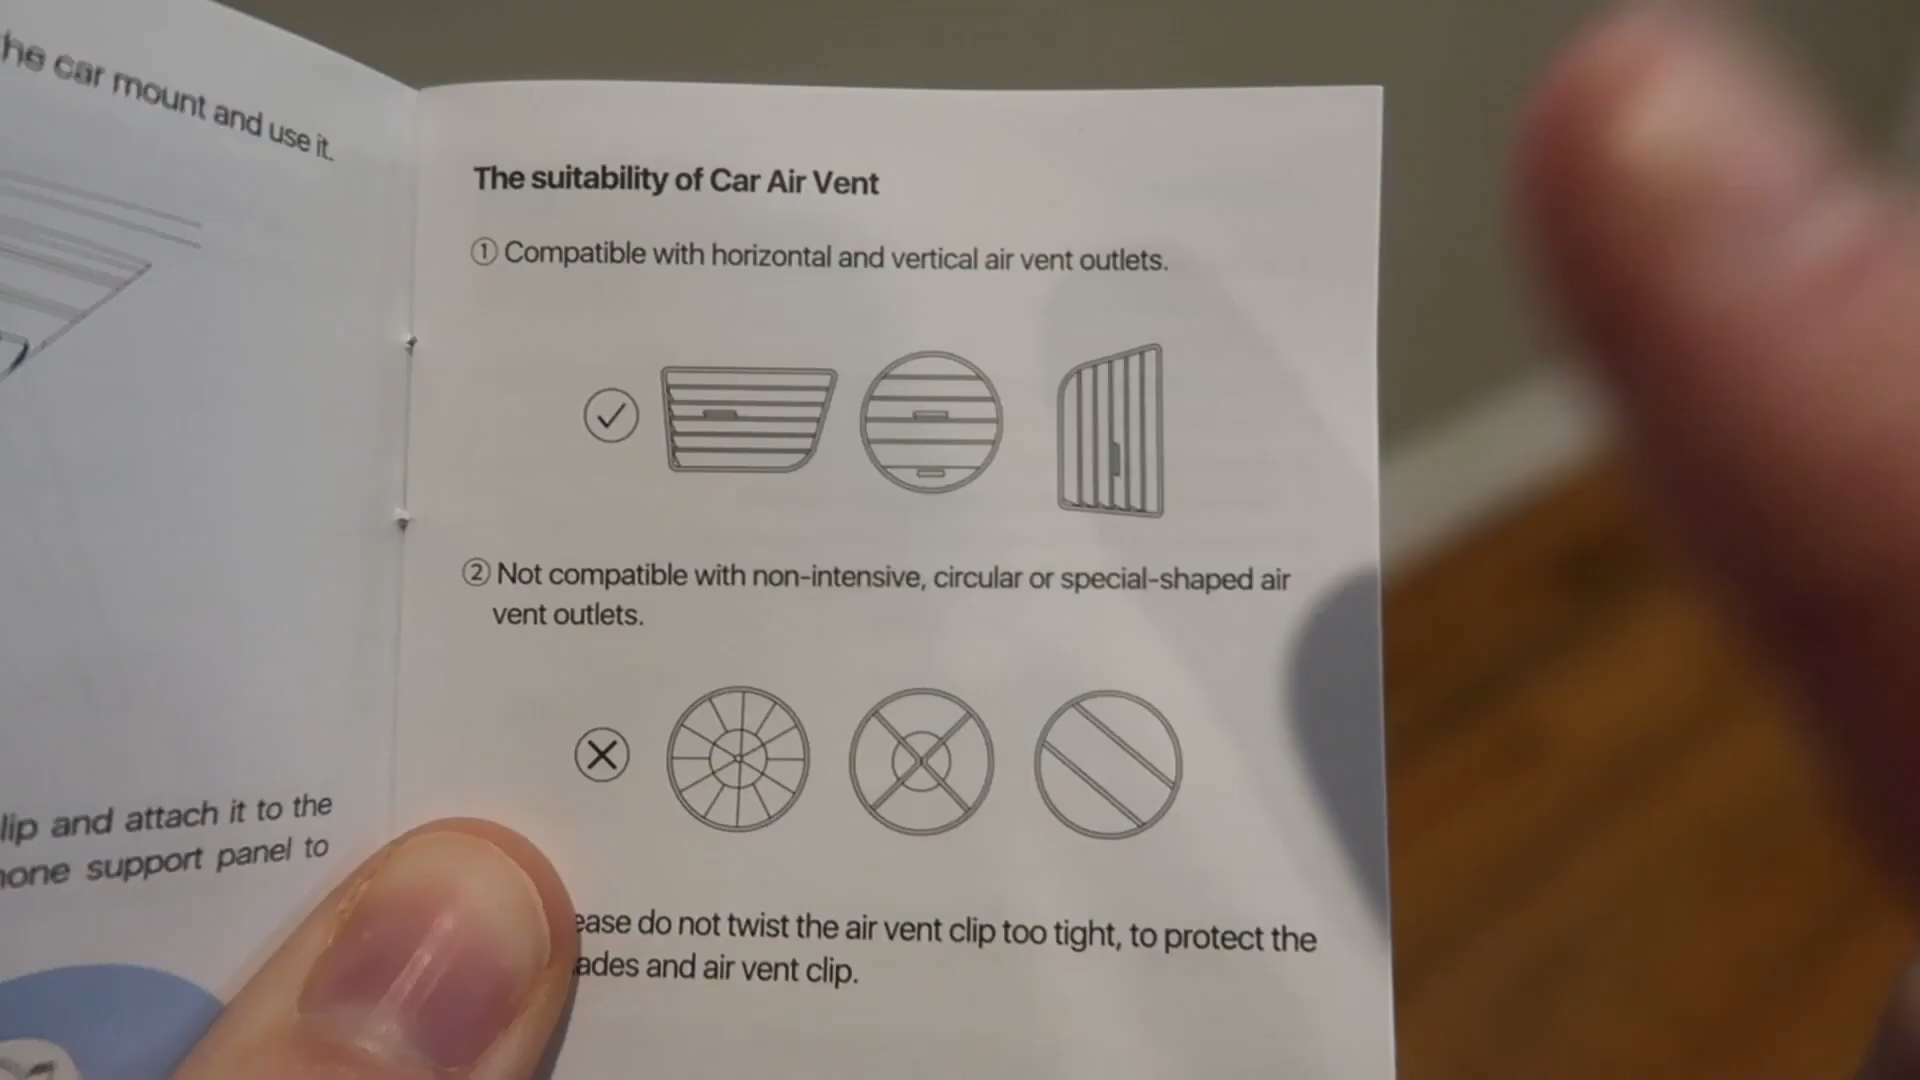 he car mount and use it.
lip and attach it to the
one support panel to
The suitability of Car Air Vent
① Compatible with horizontal and vertical air vent outlets.
② Not compatible with non-intensive, circular or special-shaped air
vent outlets.
ease do not twist the air vent clip too tight, to protect the
ades and air vent clip.